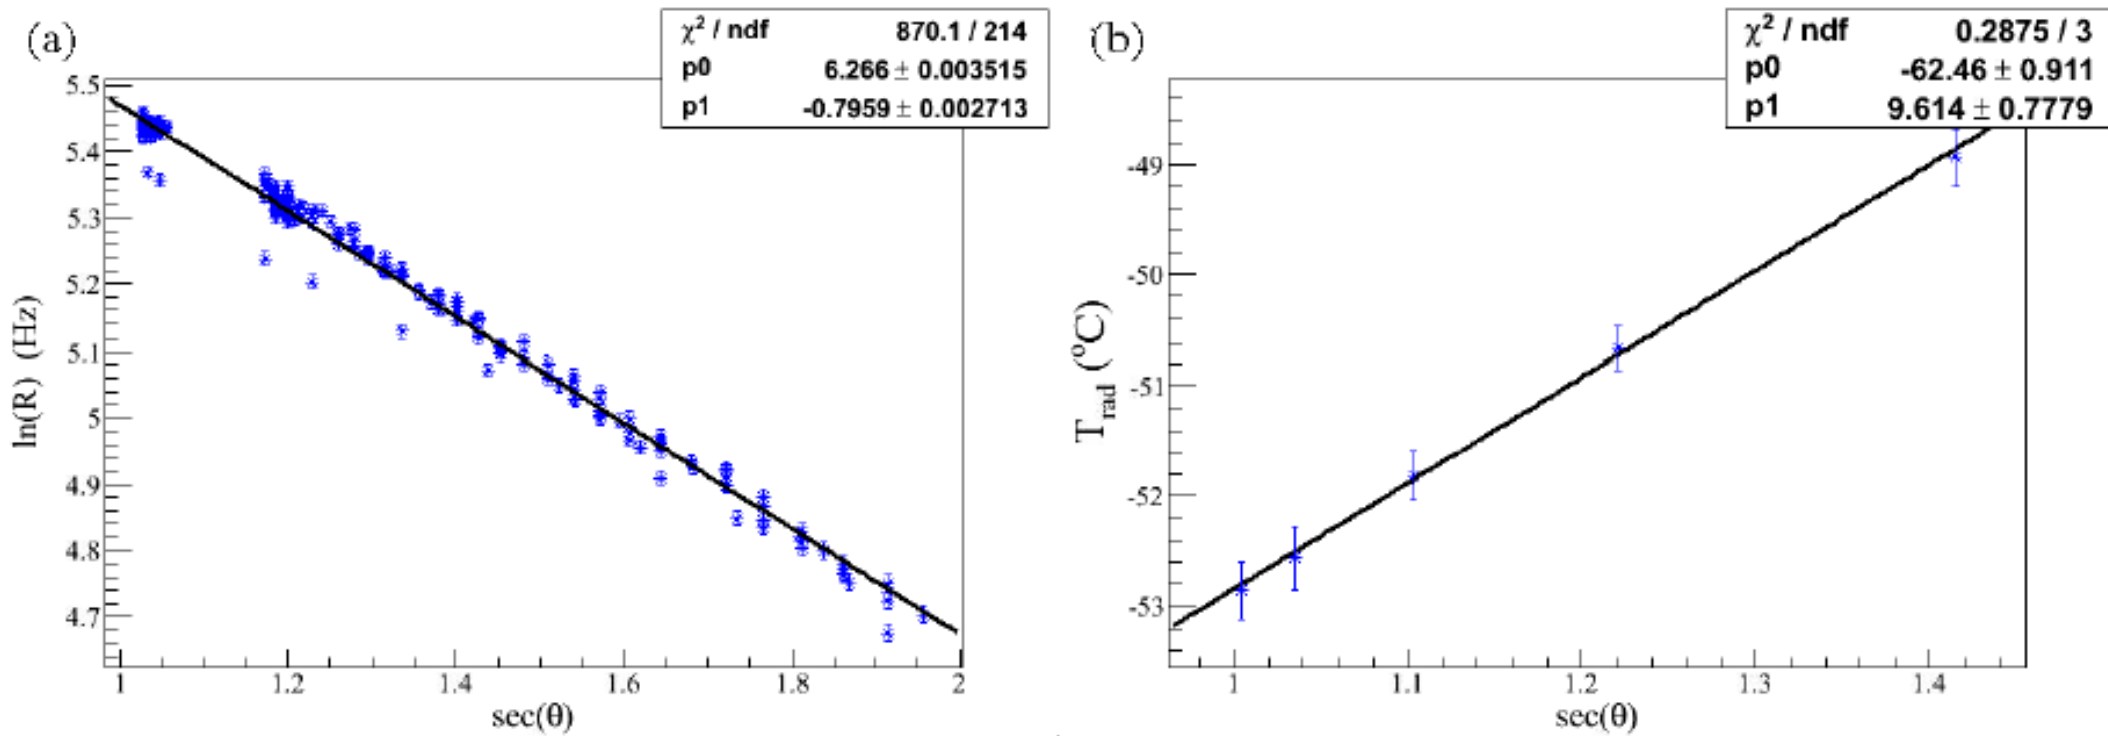 (a)
χ² / ndf 870.1 / 214
p0 6.266 ± 0.003515
p1 -0.7959 ± 0.002713
5.5
5.4
5.3
5.2
5.1
5
4.9
4.8
4.7
ln(R) (Hz)
1 1.2 1.4 1.6 1.8 2
sec(θ)
(b)
χ² / ndf 0.2875 / 3
p0 -62.46 ± 0.911
p1 9.614 ± 0.7779
-49
-50
-51
-52
-53
T_rad (°C)
1 1.1 1.2 1.3 1.4
sec(θ)